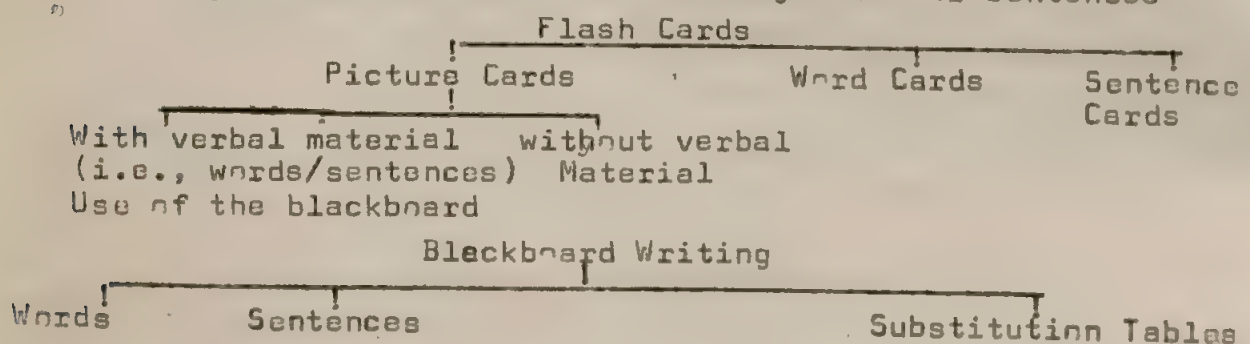 Flash Cards
Picture Cards Word Cards Sentence
Cards
With verbal material without verbal
(i.e., words/sentences) Material
Use of the blackboard
Blackboard Writing
Words Sentences Substitution Tables